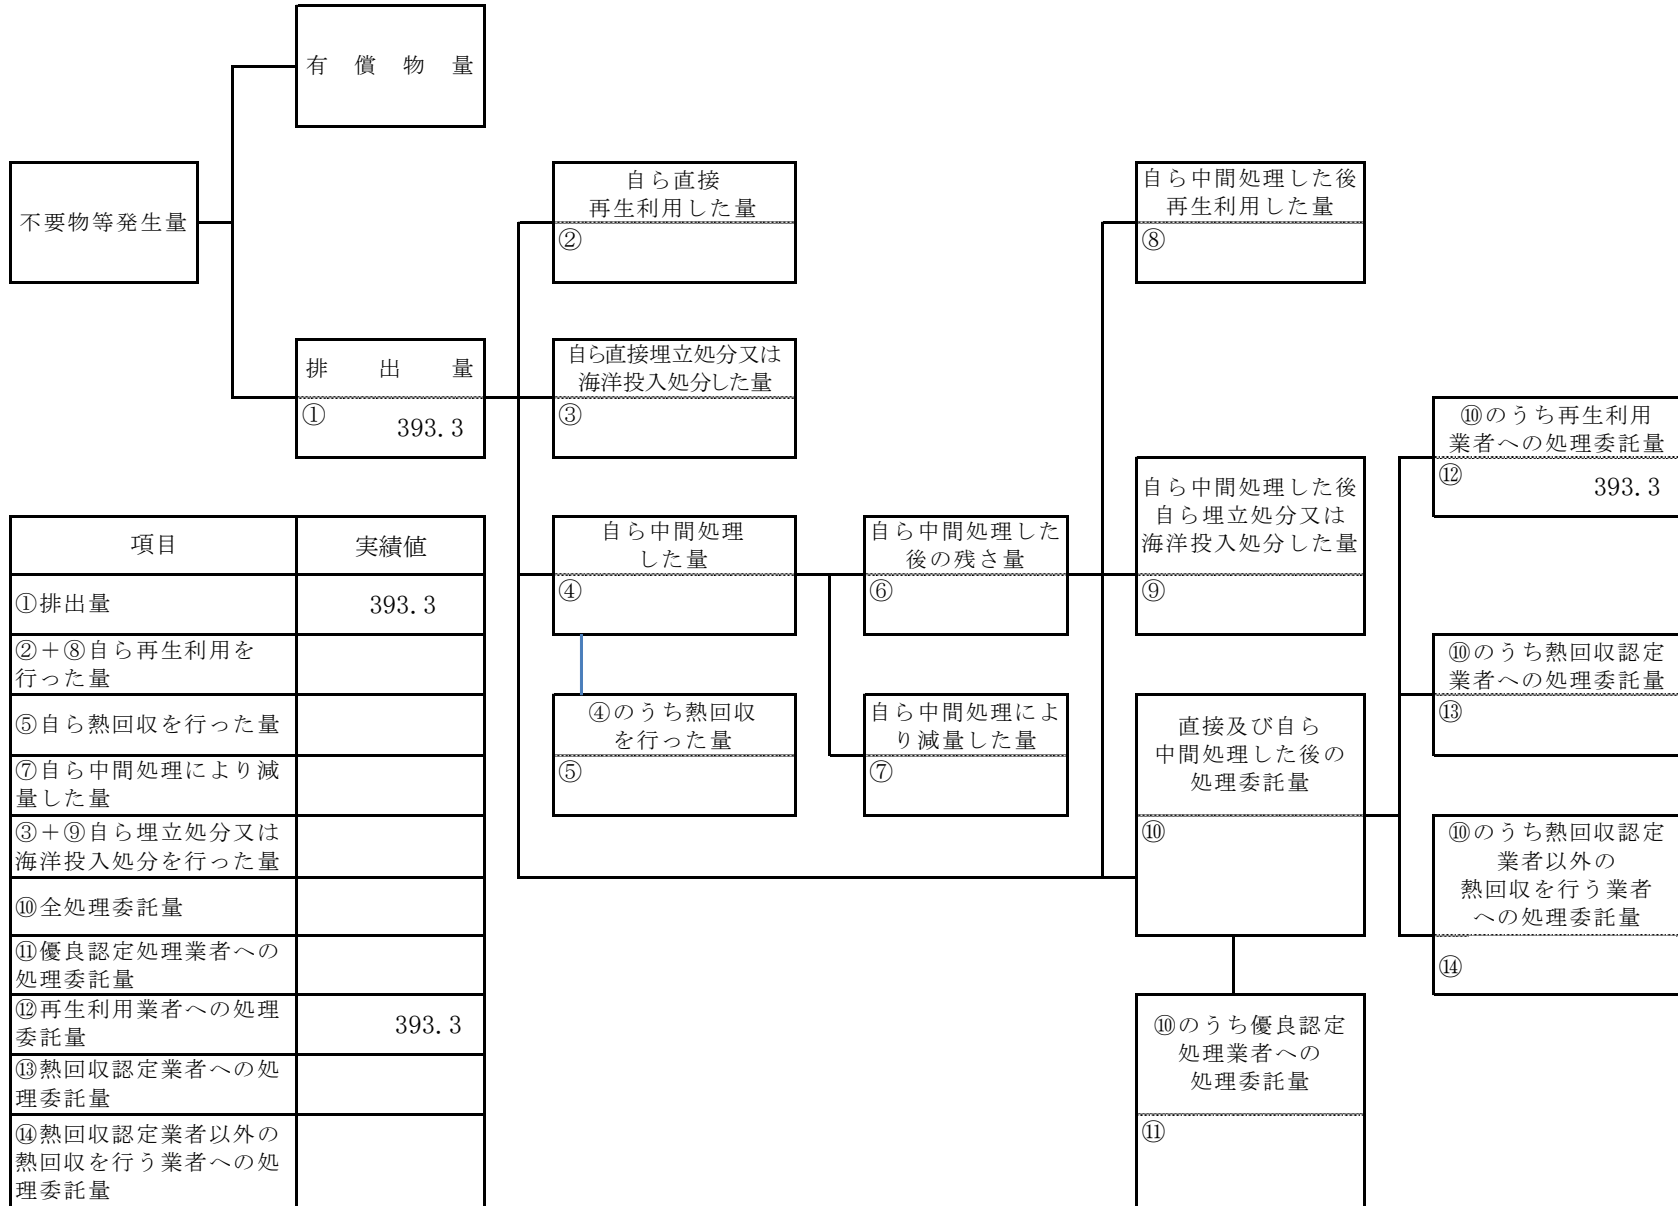 有償物量
不要物等発生量
排出量
①
393.3
自ら直接
再生利用した量
②
自ら直接埋立処分又は
海洋投入処分した量
③
自ら中間処理
した量
④
④のうち熱回収
を行った量
⑤
自ら中間処理した
後の残さ量
⑥
自ら中間処理によ
り減量した量
⑦
自ら中間処理した後
再生利用した量
⑧
自ら中間処理した後
自ら埋立処分又は
海洋投入処分した量
⑨
直接及び自ら
中間処理した後の
処理委託量
⑩
⑩のうち優良認定
処理業者への
処理委託量
⑪
⑩のうち再生利用
業者への処理委託量
⑫
393.3
⑩のうち熱回収認定
業者への処理委託量
⑬
⑩のうち熱回収認定
業者以外の
熱回収を行う業者
への処理委託量
⑭
項目 実績値
①排出量 393.3
②+⑧自ら再生利用を
行った量
⑤自ら熱回収を行った量
⑦自ら中間処理により減
量した量
③+⑨自ら埋立処分又は
海洋投入処分を行った量
⑩全処理委託量
⑪優良認定処理業者への
処理委託量
⑫再生利用業者への処理
委託量 393.3
⑬熱回収認定業者への処
理委託量
⑭熱回収認定業者以外の
熱回収を行う業者への処
理委託量